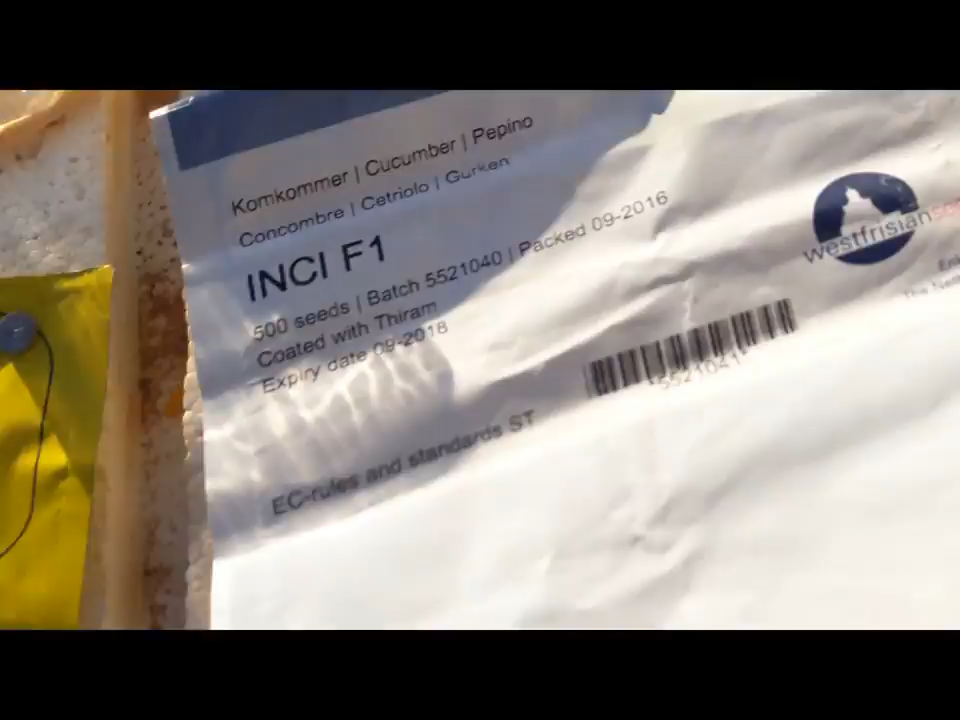 Komkommer | Cucumber | Pepino
Concombre | Cetriolo | Gurken
INCI F1
500 seeds | Batch 5521040 | Packed 09-2016
Coated with Thiram
Expiry date 09-2018
westfrisian
*5521041*
EC-rules and standards ST